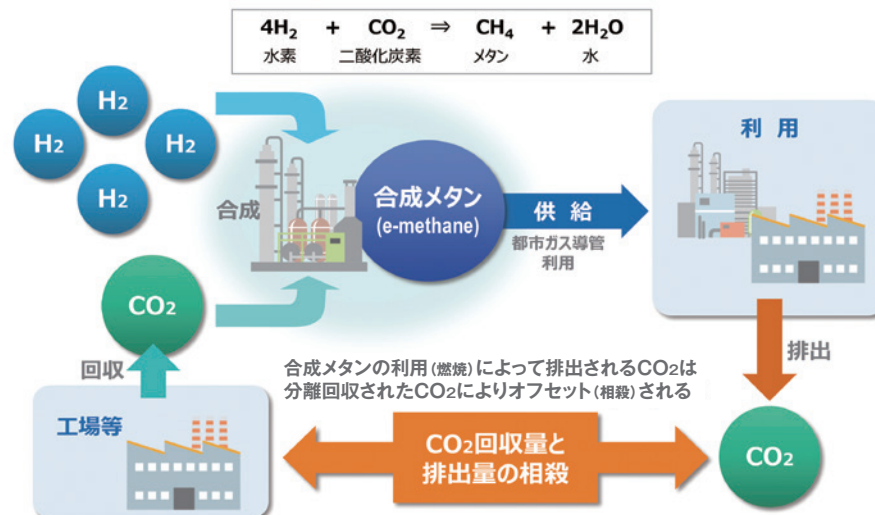 4H₂ + CO₂ ⇒ CH₄ + 2H₂O
水素 二酸化炭素 メタン 水
H₂
H₂
H₂
H₂
合成
合成メタン
(e-methane)
供給
都市ガス導管
利用
利用
CO₂
回収
工場等
合成メタンの利用(燃焼)によって排出されるCO₂は
分離回収されたCO₂によりオフセット(相殺)される
排出
CO₂回収量と
排出量の相殺
CO₂